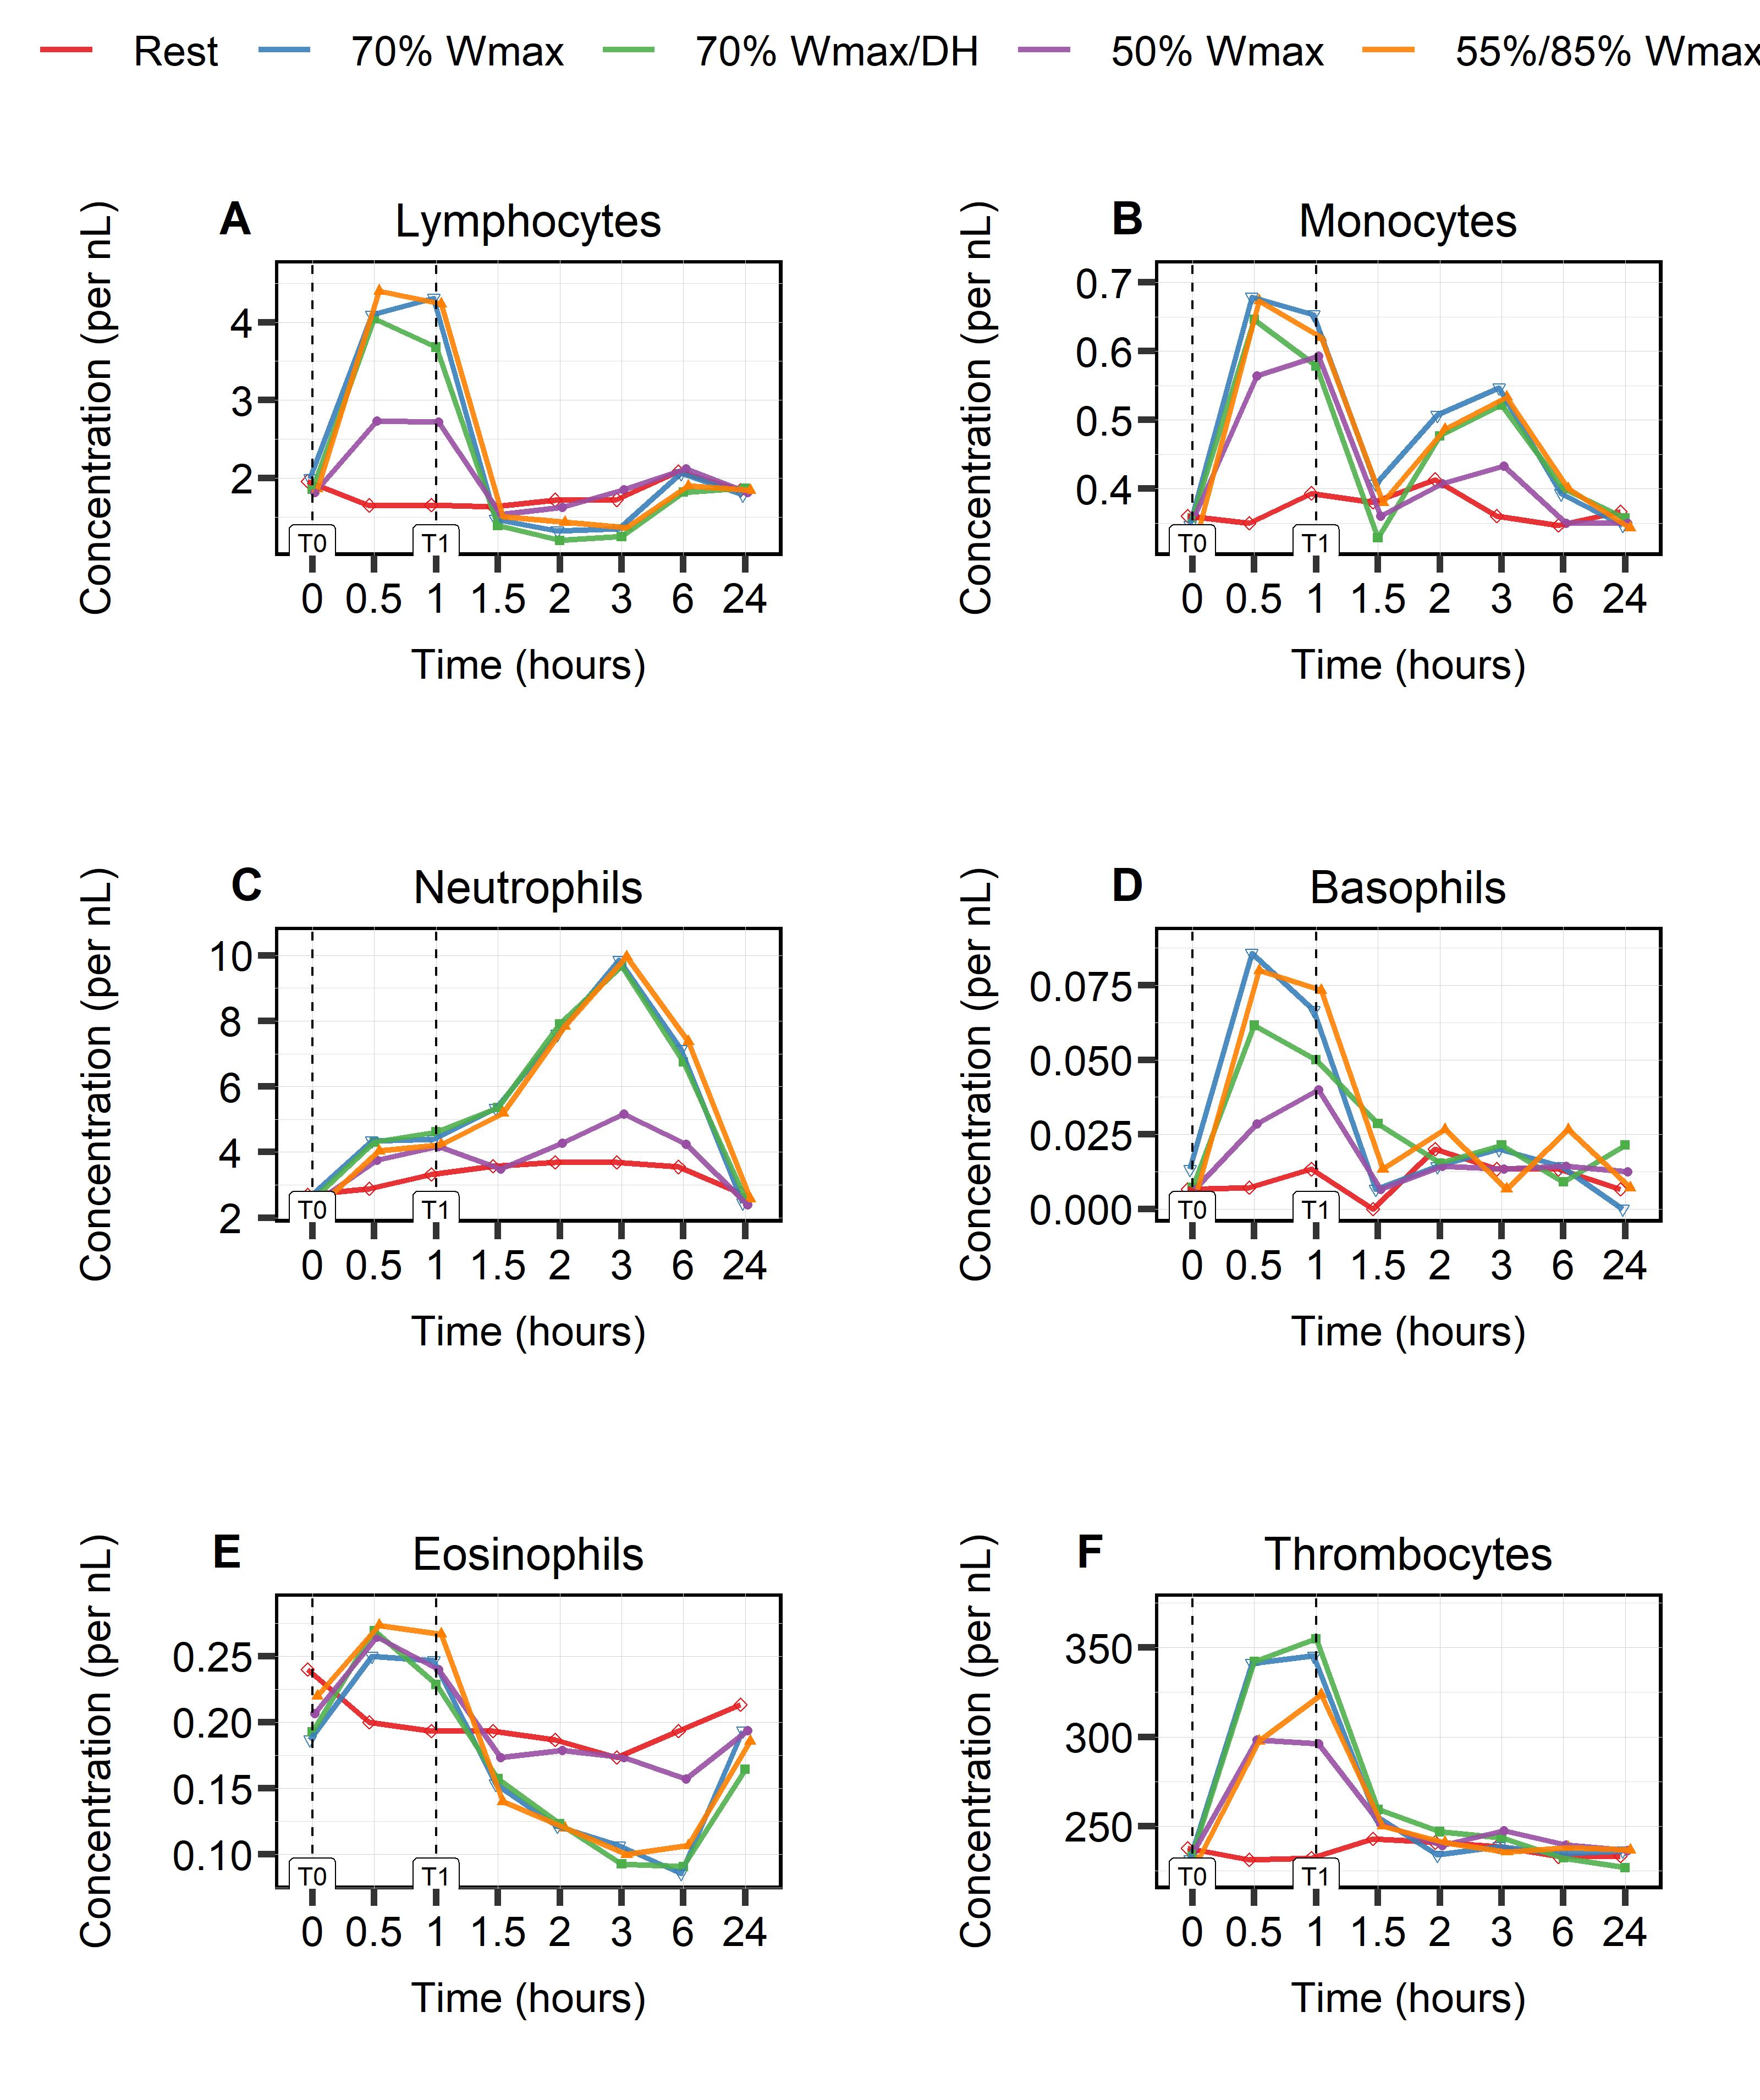 Rest 70% Wmax 70% Wmax/DH 50% Wmax 55%/85% Wmax
A Lymphocytes
Concentration (per nL)
4
3
2
T0 T1
0 0.5 1 1.5 2 3 6 24
Time (hours)
B Monocytes
Concentration (per nL)
0.7
0.6
0.5
0.4
T0 T1
0 0.5 1 1.5 2 3 6 24
Time (hours)
C Neutrophils
Concentration (per nL)
10
8
6
4
2
T0 T1
0 0.5 1 1.5 2 3 6 24
Time (hours)
D Basophils
Concentration (per nL)
0.075
0.050
0.025
0.000
T0 T1
0 0.5 1 1.5 2 3 6 24
Time (hours)
E Eosinophils
Concentration (per nL)
0.25
0.20
0.15
0.10
T0 T1
0 0.5 1 1.5 2 3 6 24
Time (hours)
F Thrombocytes
Concentration (per nL)
350
300
250
T0 T1
0 0.5 1 1.5 2 3 6 24
Time (hours)